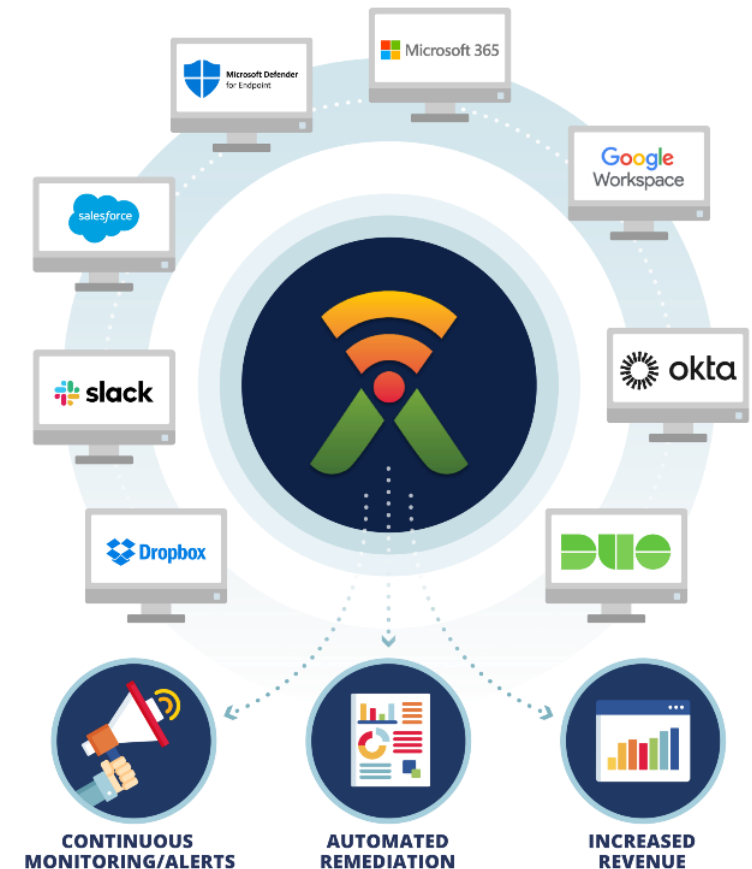 Microsoft 365
Microsoft Defender
for Endpoint
Google
Workspace
salesforce
okta
slack
Dropbox
DUO
CONTINUOUS
MONITORING/ALERTS
AUTOMATED
REMEDIATION
INCREASED
REVENUE